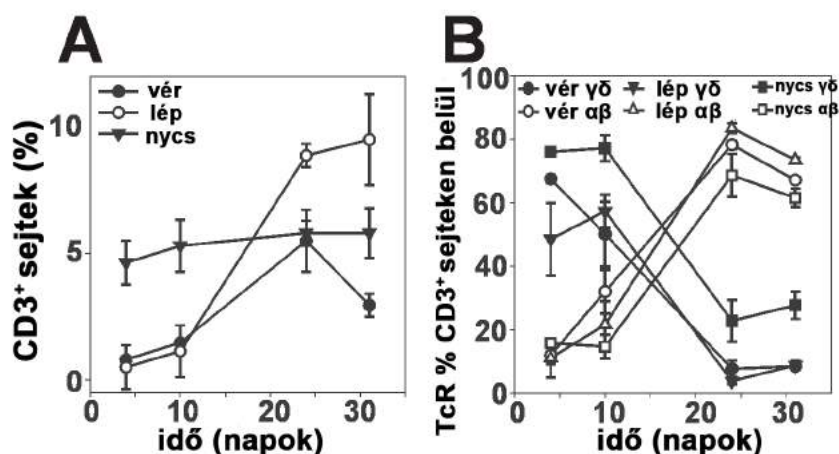 A
CD3⁺ sejtek (%)
10
5
0
vér
lép
nycs
0 10 20 30
idő (napok)
B
TcR % CD3⁺ sejteken belül
100
80
60
40
20
0
vér γδ lép γδ nycs γδ
vér αβ lép αβ nycs αβ
0 10 20 30
idő (napok)